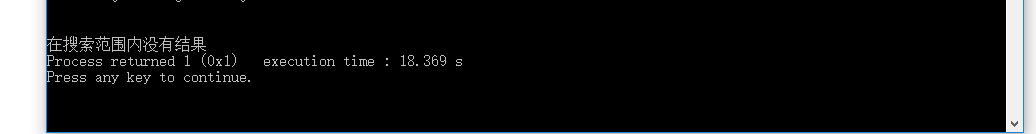 在搜索范围内没有结果
Process returned 1 (0x1)   execution time : 18.369 s
Press any key to continue.